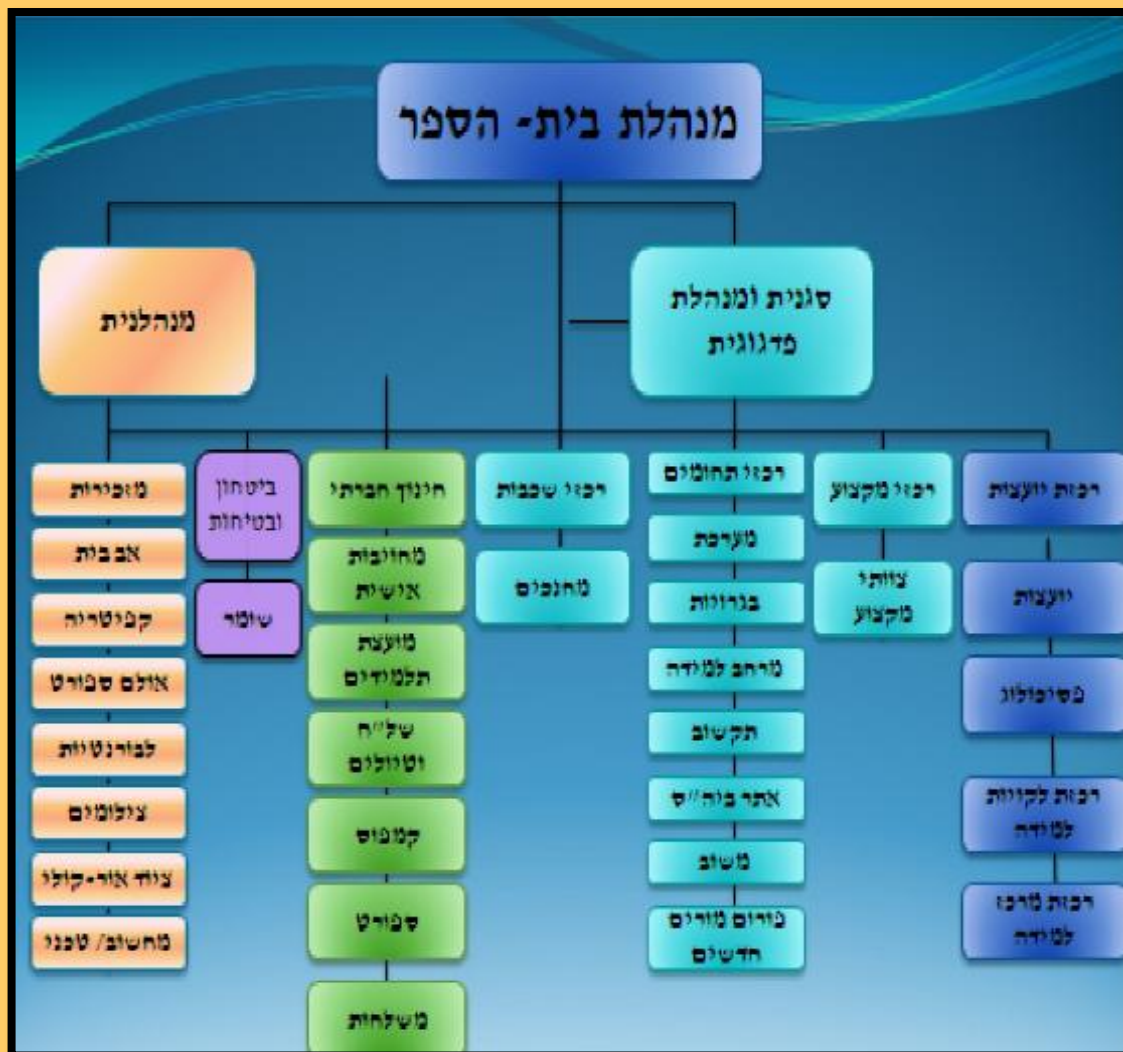 מנהלת בית- הספר
סגנית ומנהלת
פדגוגית
מנהלנית
רכזת יועצות
יועצות
פסיכולוג
רכזת לקויות
למידה
רכזת מרכז
למידה
רכזי מקצוע
צוותי
מקצוע
רכזי תחומים
מערכת
בגרויות
מרחב למידה
תקשוב
אתר ביה"ס
משוב
פורום מורים
חדשים
רכזי שכבות
מחנכים
חינוך חברתי
מחויבות
אישית
מועצת
תלמידים
של"ח
וטיולים
קמפוס
ספורט
משלחות
ביטחון
ובטיחות
שומר
מזכירות
אב בית
קפיטריה
אולם ספורט
לבורנטיות
צילומים
ציוד אור-קולי
מחשוב/ טכני